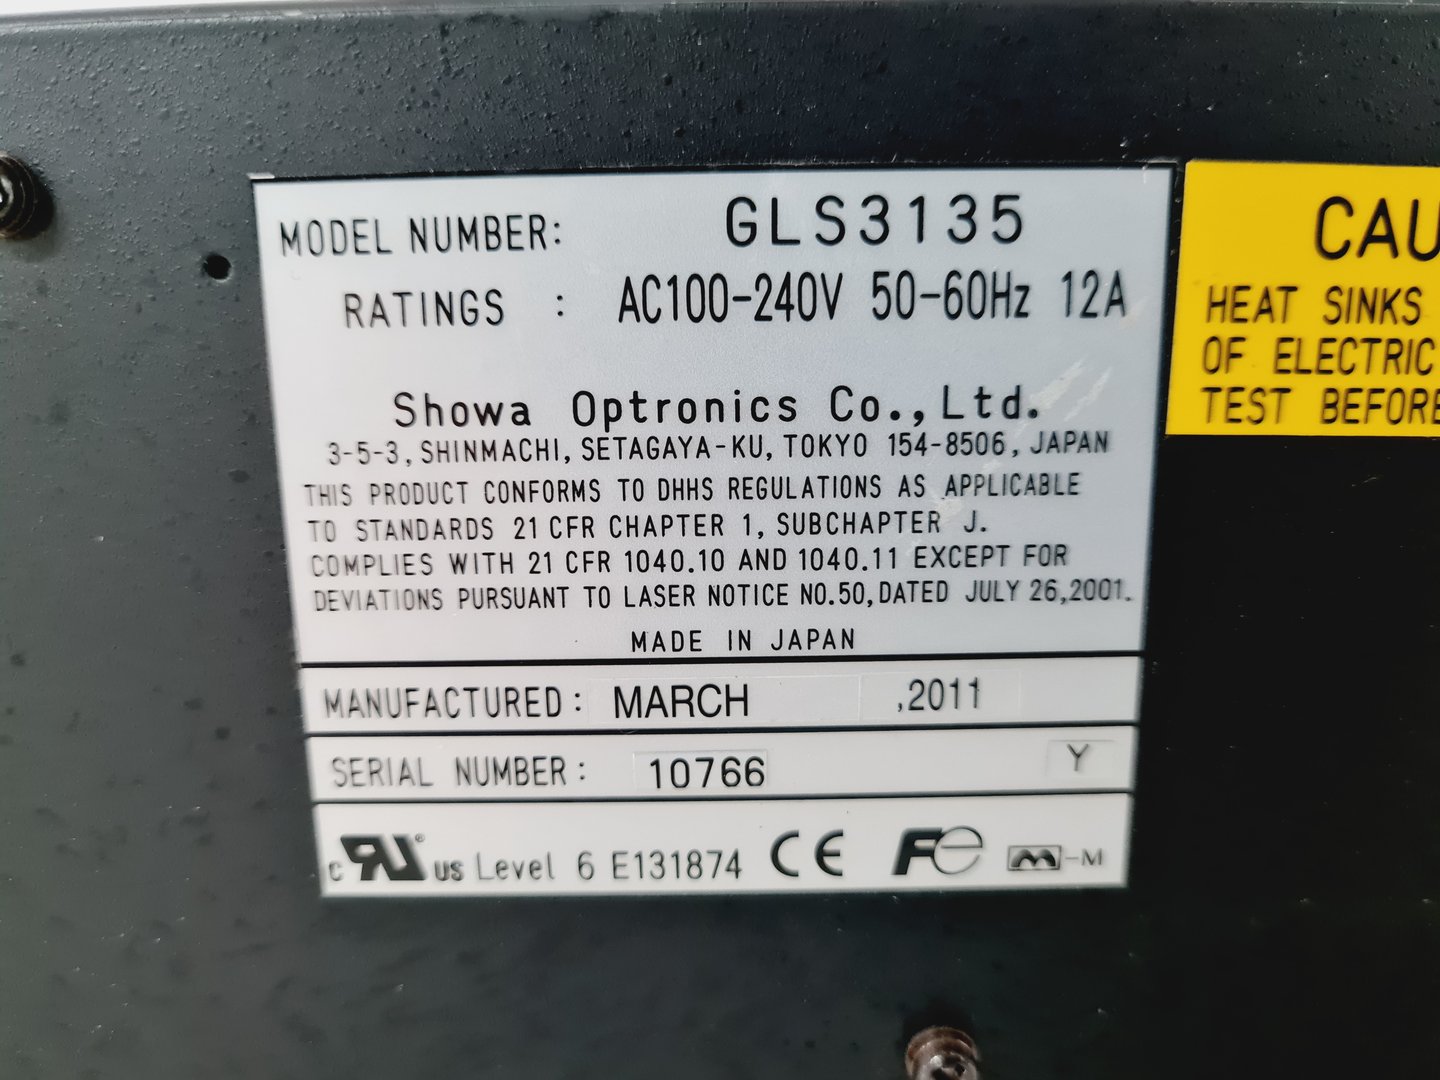 MODEL NUMBER: GLS3135
RATINGS : AC100-240V 50-60Hz 12A
Showa Optronics Co.,Ltd.
3-5-3, SHINMACHI, SETAGAYA-KU, TOKYO 154-8506, JAPAN
THIS PRODUCT CONFORMS TO DHHS REGULATIONS AS APPLICABLE
TO STANDARDS 21 CFR CHAPTER 1, SUBCHAPTER J.
COMPLIES WITH 21 CFR 1040.10 AND 1040.11 EXCEPT FOR
DEVIATIONS PURSUANT TO LASER NOTICE NO.50, DATED JULY 26,2001.
MADE IN JAPAN
MANUFACTURED: MARCH ,2011
SERIAL NUMBER: 10766 Y
c RU ® US Level 6 E131874 CE FC M-M
CAU
HEAT SINKS
OF ELECTRIC
TEST BEFORE